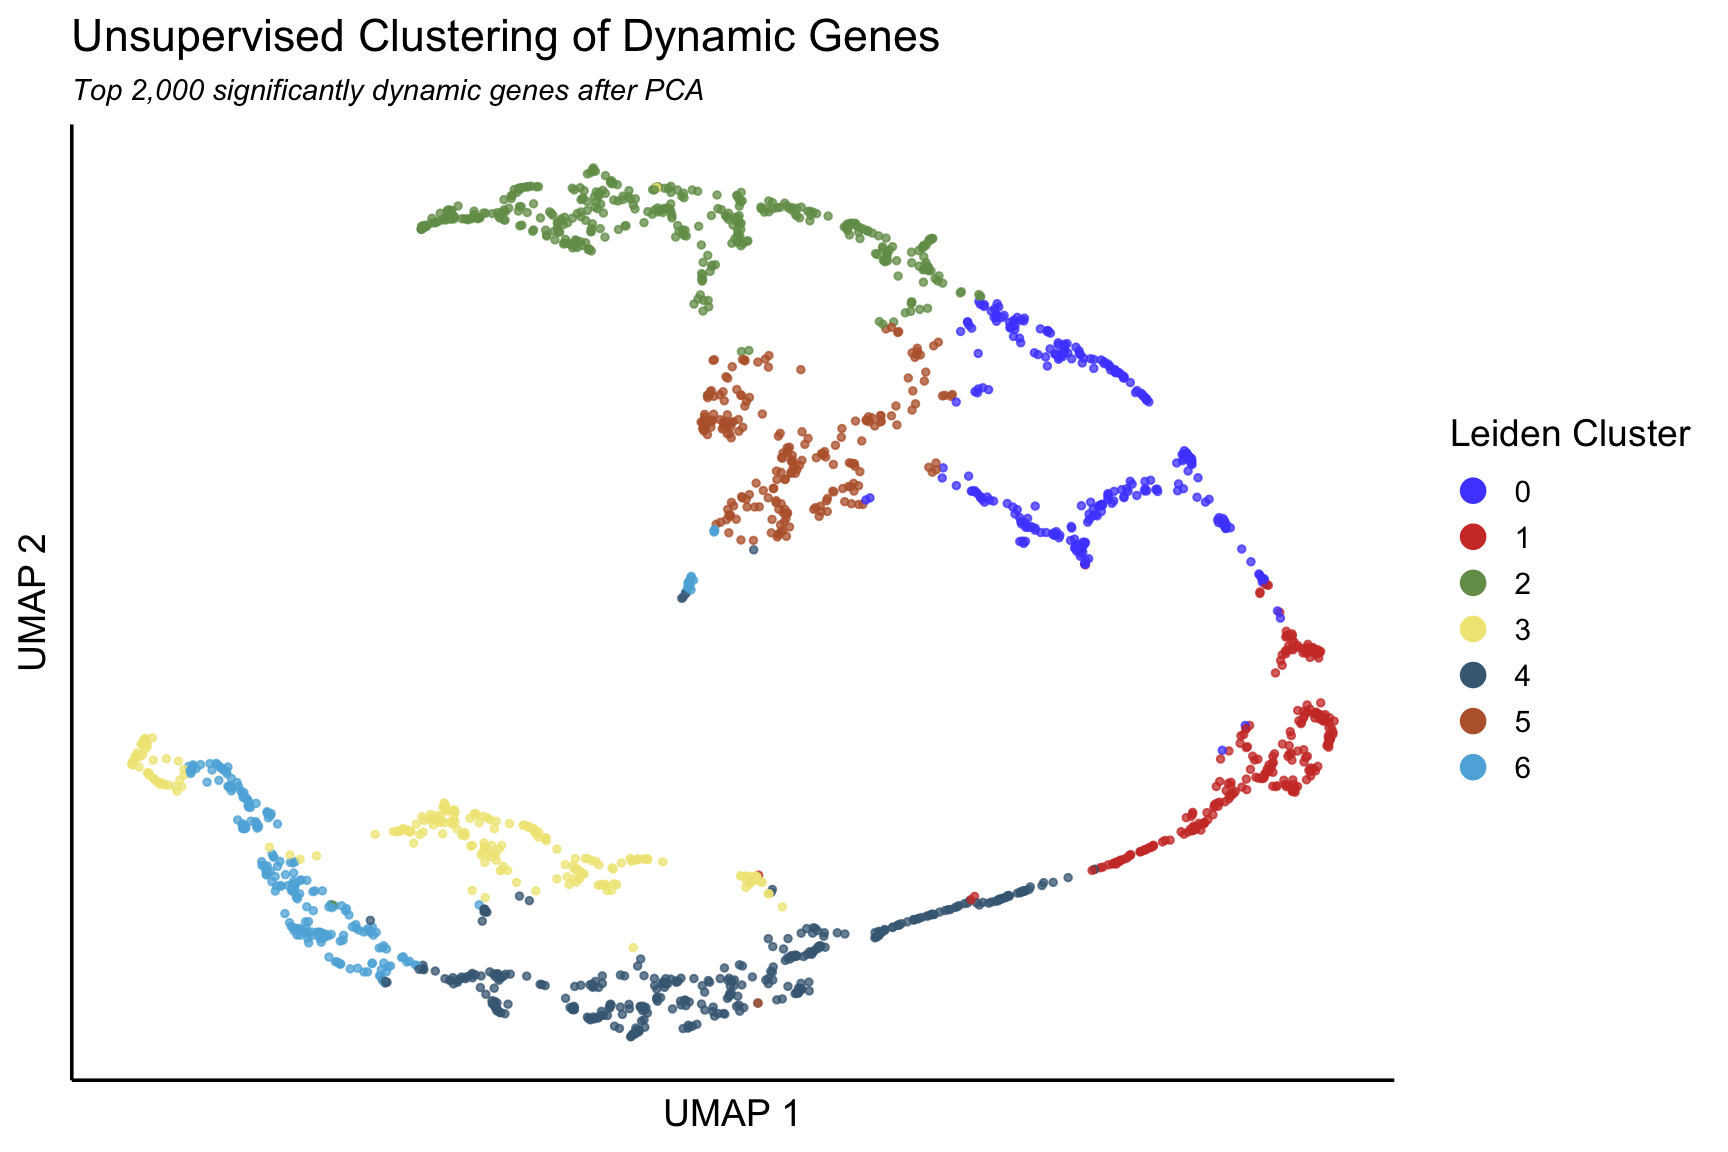 Unsupervised Clustering of Dynamic Genes
Top 2,000 significantly dynamic genes after PCA
UMAP 2
UMAP 1
Leiden Cluster
0
1
2
3
4
5
6